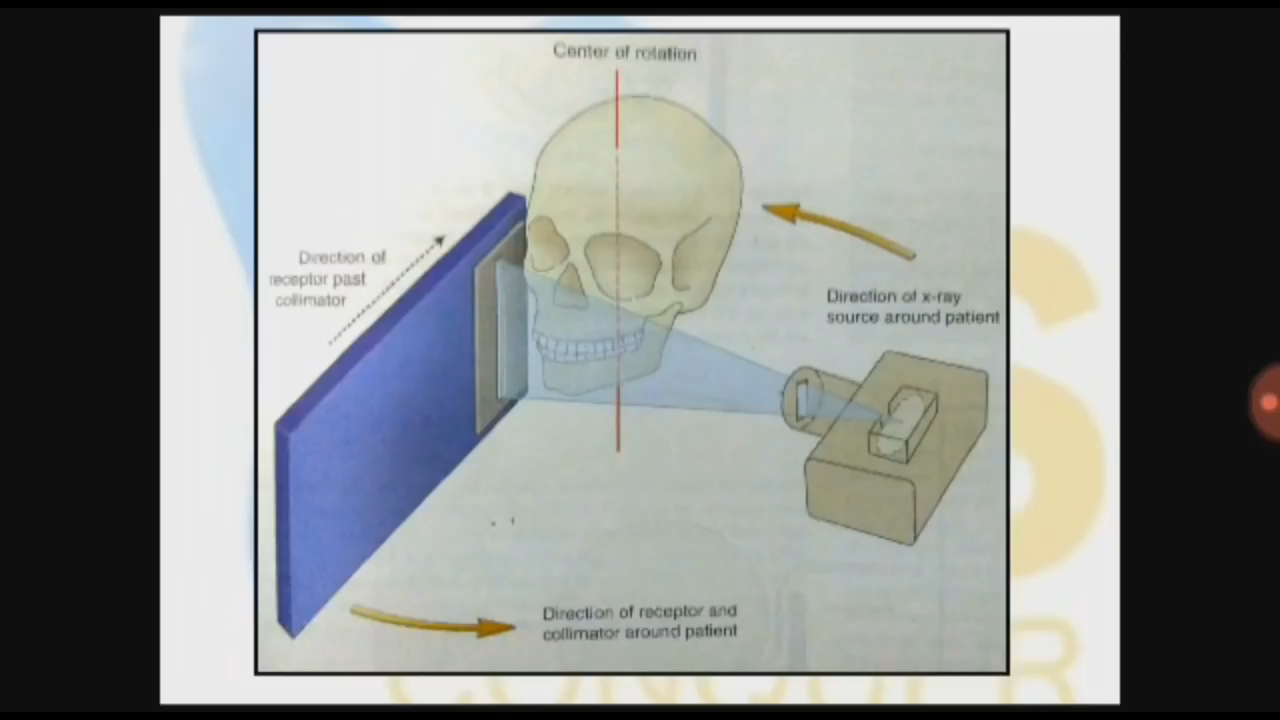 Center of rotation
Direction of
receptor past
collimator
Direction of x-ray
source around patient
Direction of receptor and
collimator around patient
CONQUER